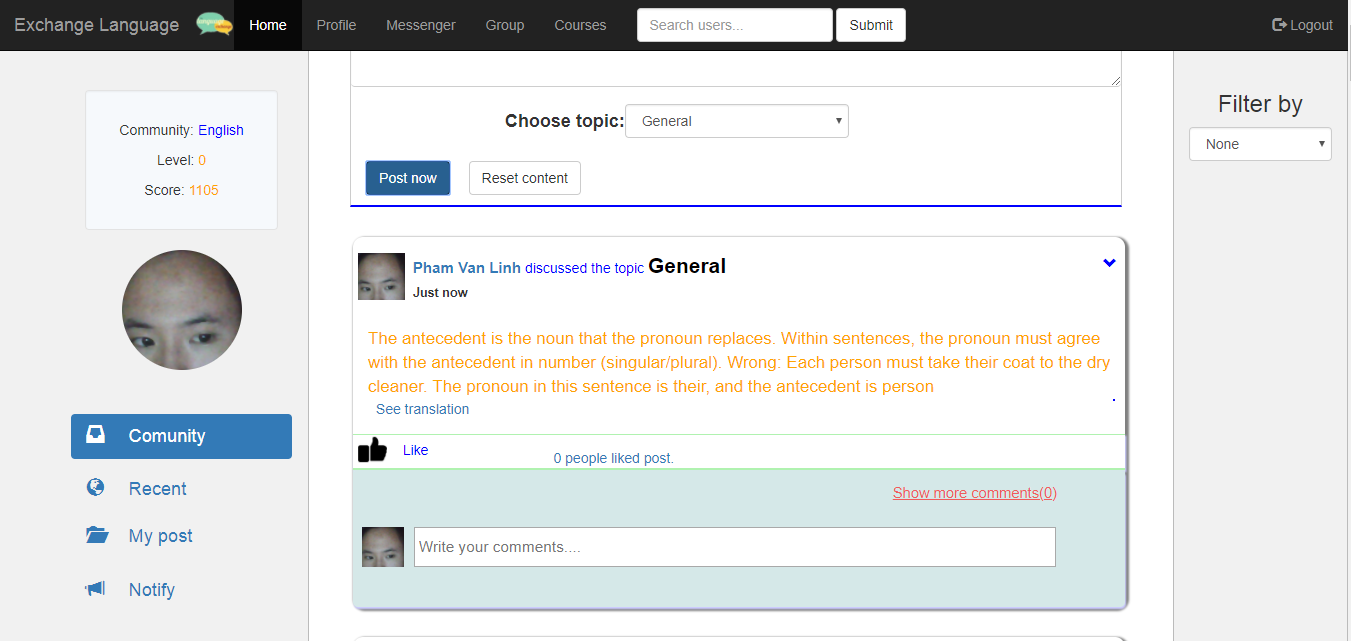 Exchange Language Home Profile Messenger Group Courses Search users... Submit Logout
Community: English
Level: 0
Score: 1105
Comunity
Recent
My post
Notify
Choose topic: General
Post now Reset content
Pham Van Linh discussed the topic General
Just now
The antecedent is the noun that the pronoun replaces. Within sentences, the pronoun must agree
with the antecedent in number (singular/plural). Wrong: Each person must take their coat to the dry
cleaner. The pronoun in this sentence is their, and the antecedent is person
See translation
Like 0 people liked post.
Show more comments(0)
Write your comments....
Filter by
None